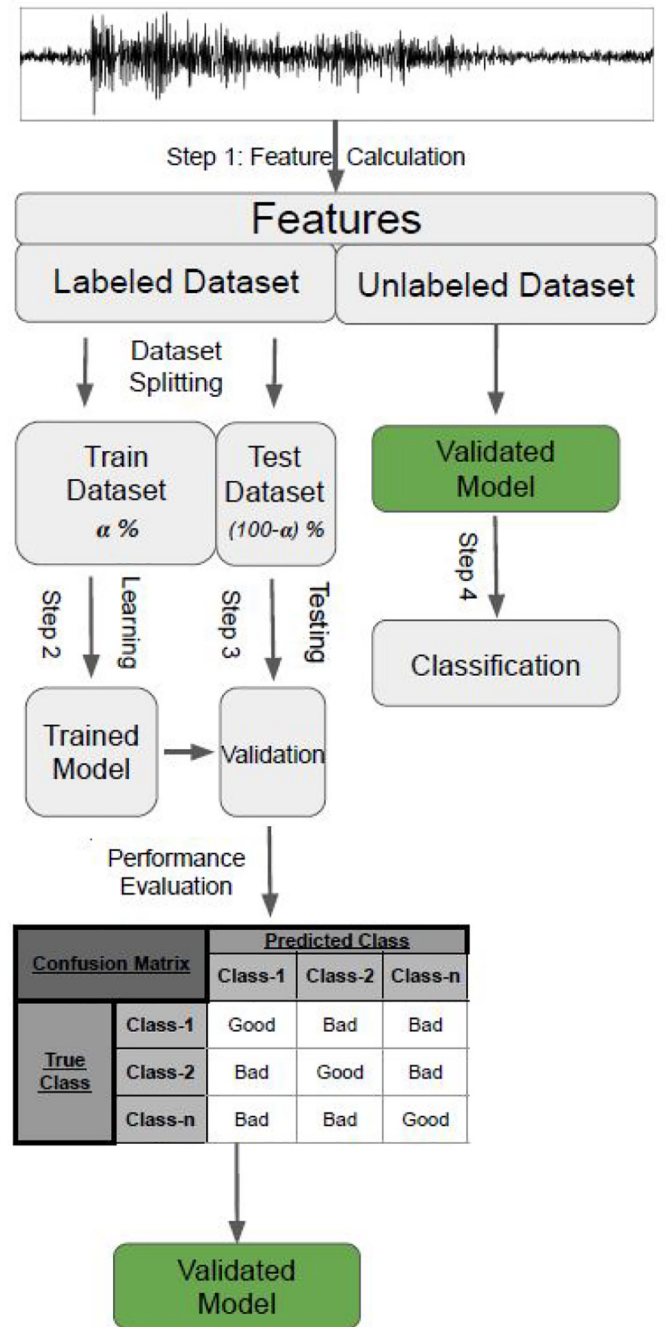 Step 1: Feature Calculation
Features
Labeled Dataset
Unlabeled Dataset
Dataset
Splitting
Train
Dataset
α %
Test
Dataset
(100-α) %
Validated
Model
Step 2
Learning
Step 3
Testing
Step 4
Classification
Trained
Model
Validation
Performance
Evaluation
Confusion Matrix
Predicted Class
Class-1 Class-2 Class-n
True
Class
Class-1 Good Bad Bad
Class-2 Bad Good Bad
Class-n Bad Bad Good
Validated
Model